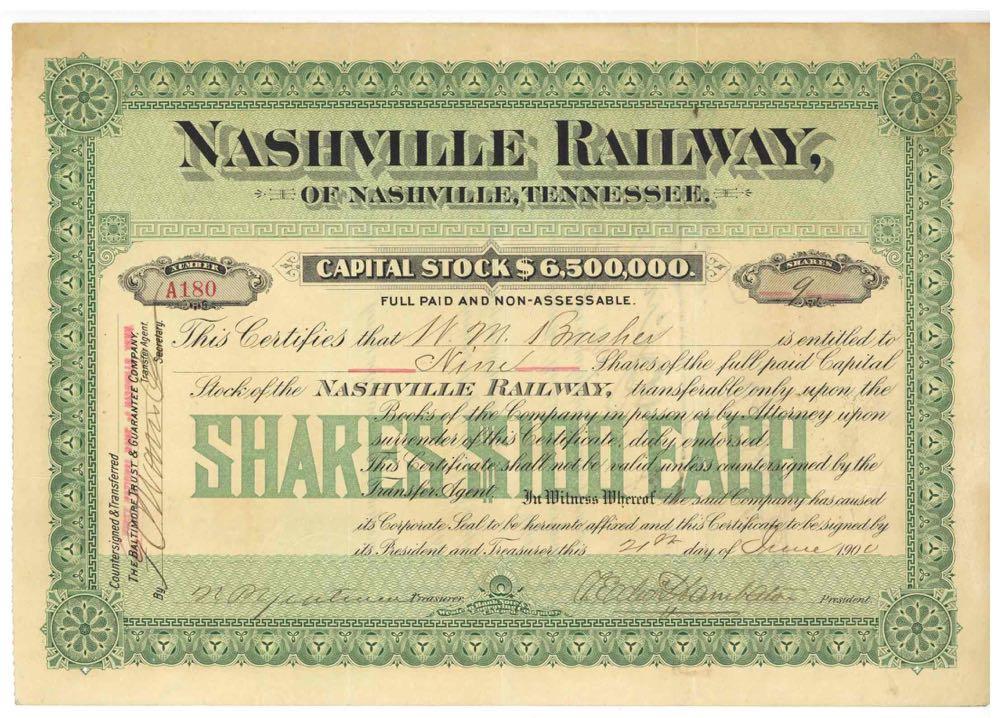 NASHVILLE RAILWAY,
OF NASHVILLE, TENNESSEE.
CAPITAL STOCK $6,500,000.
NUMBER
A180
SHARES
9
FULL PAID AND NON-ASSESSABLE.
This Certifies that W. M. Brasher is entitled to
Nine Shares of the full paid Capital
Stock of the NASHVILLE RAILWAY, transferable only upon the
Books of the Company in person or by Attorney upon
surrender of this Certificate, duly endorsed.
This Certificate shall not be valid unless countersigned by the
Transfer Agent. In Witness Whereof the said Company has caused
its Corporate Seal to be hereunto affixed and this Certificate to be signed by
its President and Treasurer this 21st day of June 1900
SHARES $100 EACH
Treasurer.
President.
Countersigned & Transferred
THE BALTIMORE TRUST & GUARANTEE COMPANY,
Transfer Agent
By
Secretary.